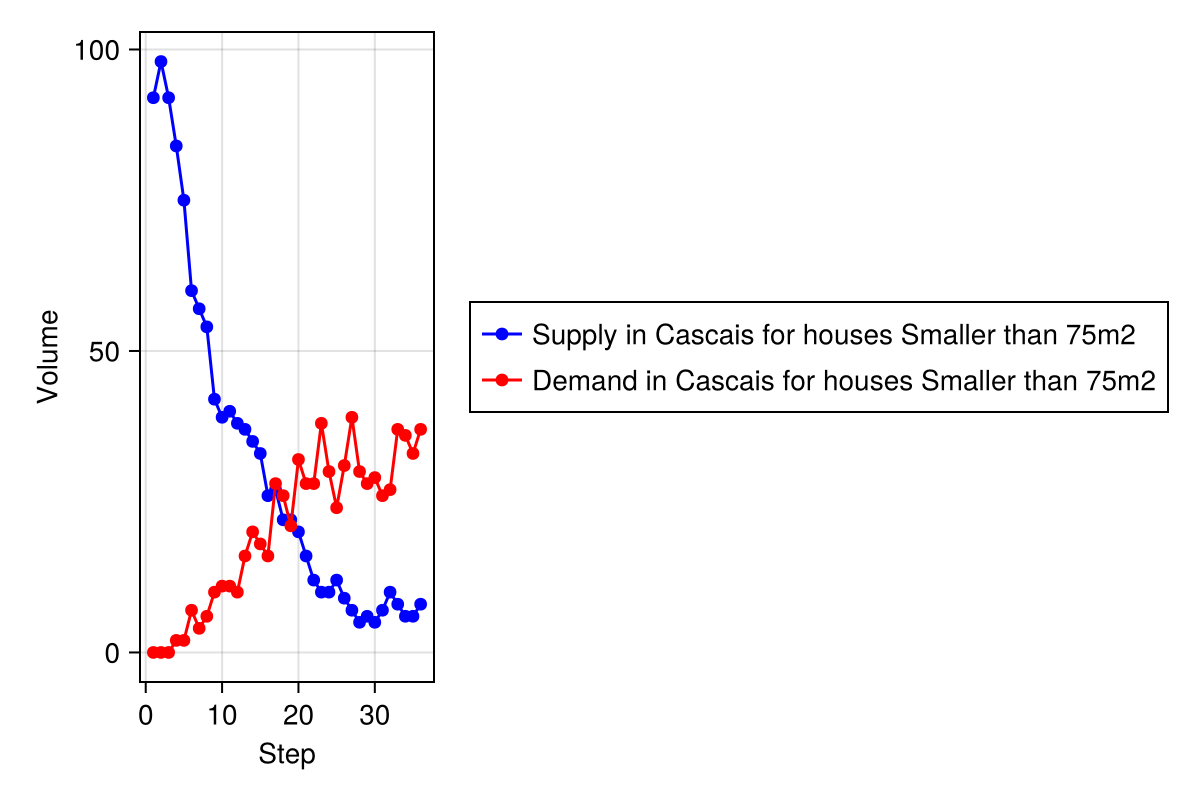 100
50
0
Volume
0 10 20 30
Step
Supply in Cascais for houses Smaller than 75m2
Demand in Cascais for houses Smaller than 75m2